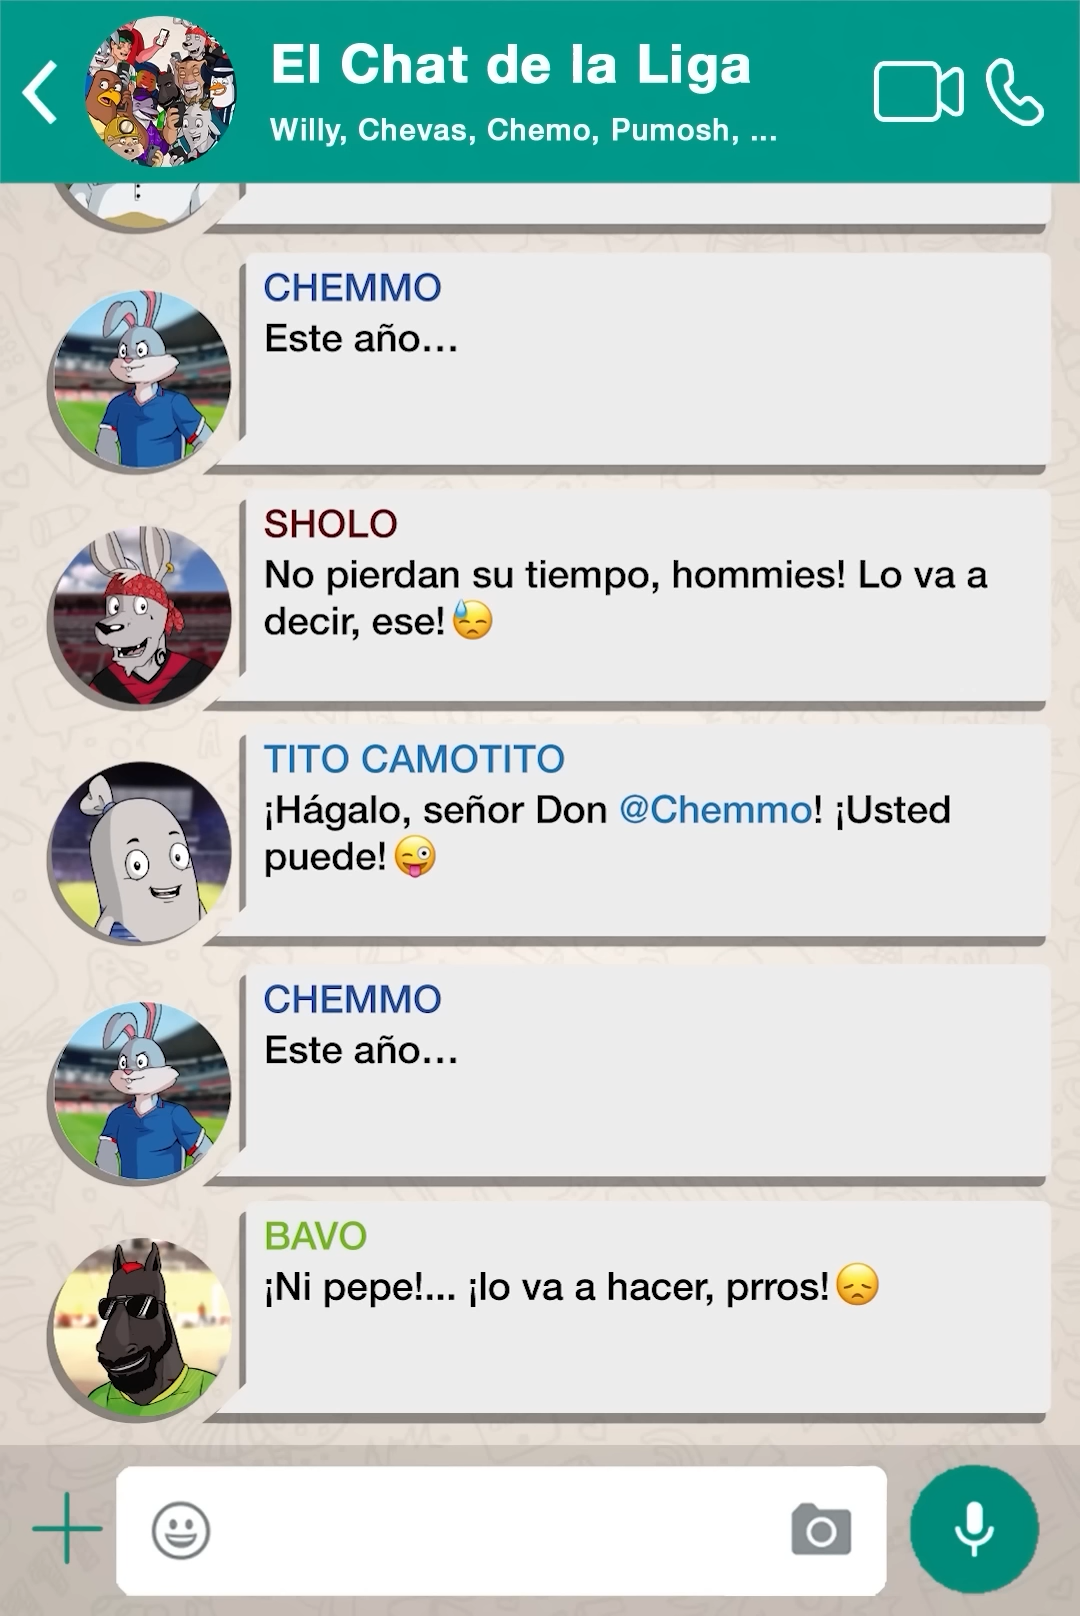 El Chat de la Liga
Willy, Chevas, Chemo, Pumosh, ...
CHEMMO
Este año...
SHOLO
No pierdan su tiempo, hommies! Lo va a
decir, ese!😓
TITO CAMOTITO
¡Hágalo, señor Don @Chemmo! ¡Usted
puede!😜
CHEMMO
Este año...
BAVO
¡Ni pepe!... ¡lo va a hacer, prros!😞